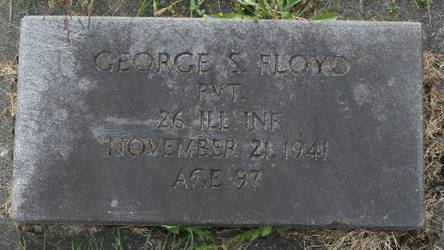 GEORGE S. FLOYD
PVT.
26 ILL INF
NOVEMBER 21, 1941
AGE 97